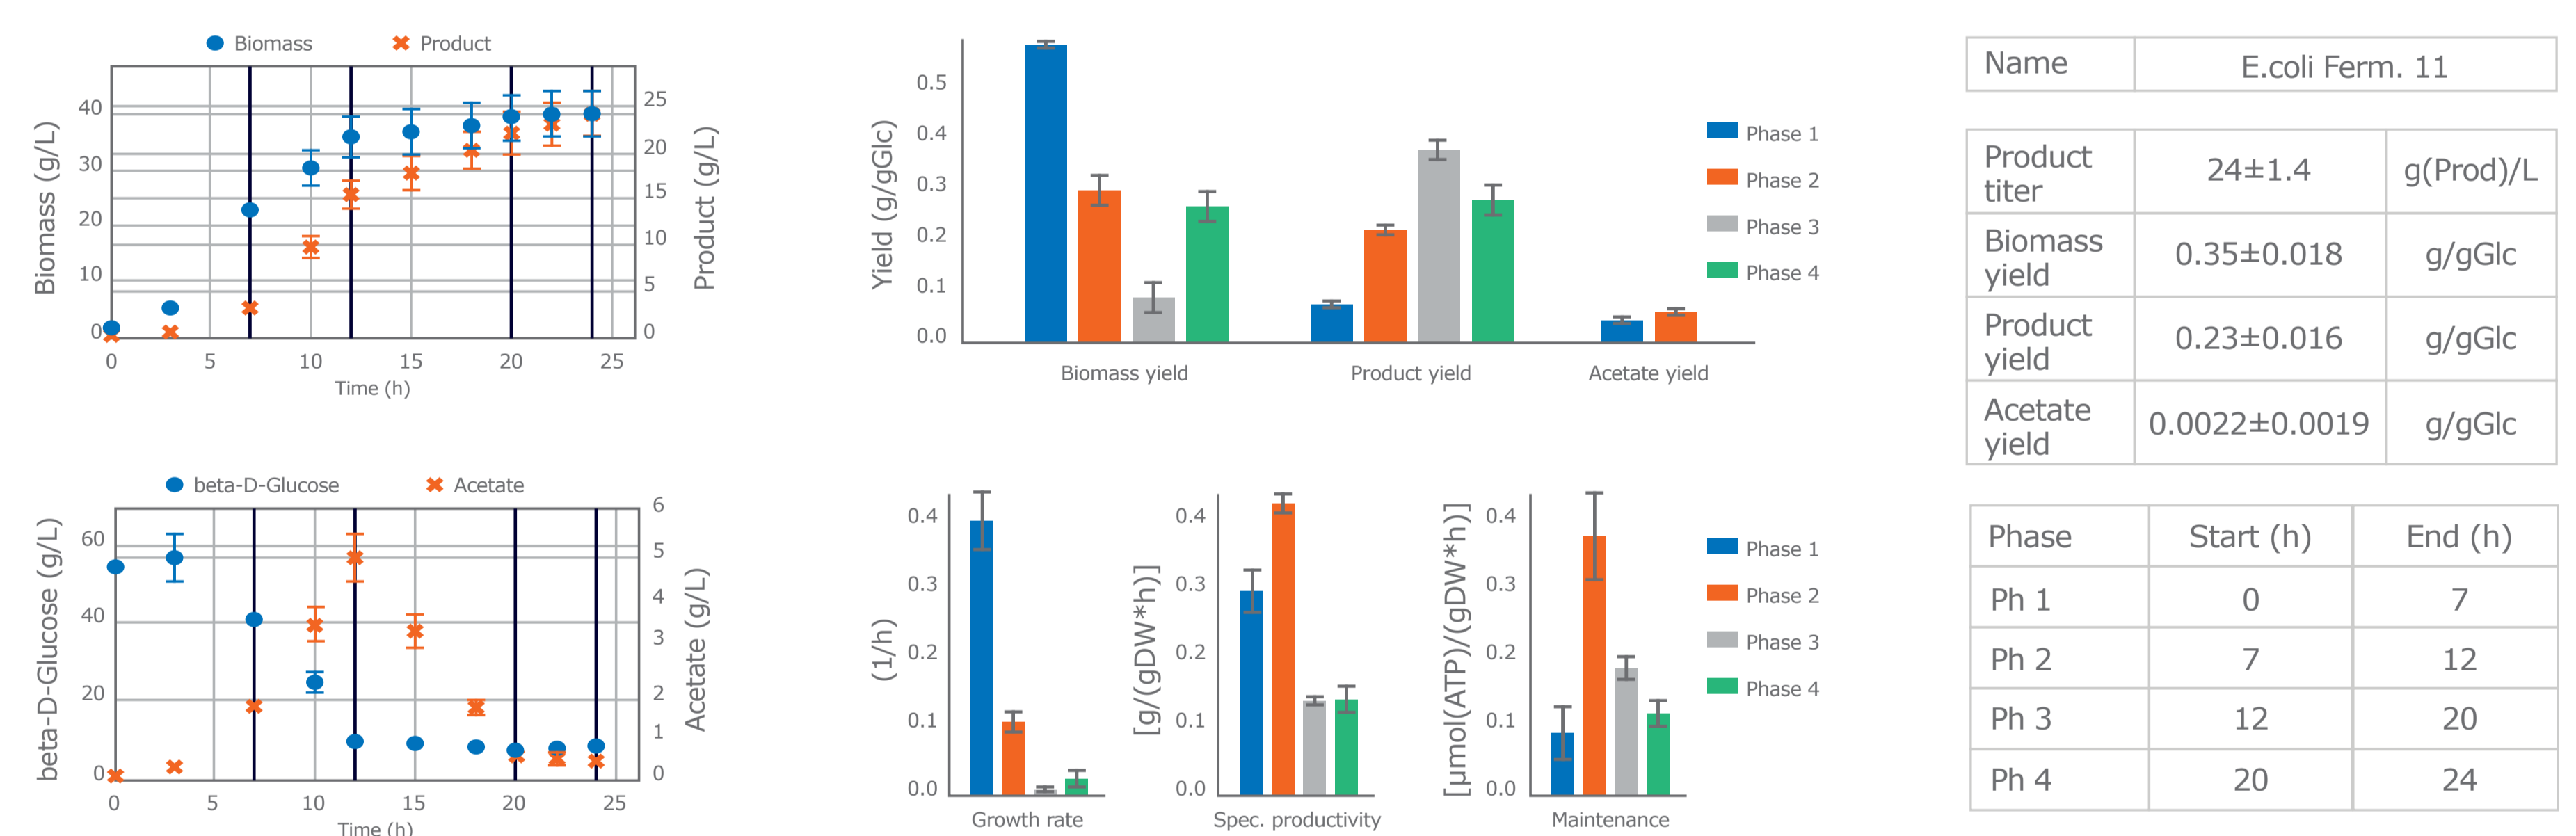 Biomass
Product
Biomass (g/L)
40
30
20
10
0
25
20
15
10
5
0
Product (g/L)
0 5 10 15 20 25
Time (h)
beta-D-Glucose
Acetate
beta-D-Glucose (g/L)
60
40
20
0
6
5
4
3
2
1
0
Acetate (g/L)
0 5 10 15 20 25
Time (h)
Yield (g/gGlc)
0.5
0.4
0.3
0.2
0.1
0.0
Biomass yield
Product yield
Acetate yield
Phase 1
Phase 2
Phase 3
Phase 4
(1/h)
0.4
0.3
0.2
0.1
0.0
Growth rate
[g/(gDW*h)]
0.4
0.3
0.2
0.1
0.0
Spec. productivity
[µmol(ATP)/(gDW*h)]
0.4
0.3
0.2
0.1
0.0
Maintenance
Phase 1
Phase 2
Phase 3
Phase 4
Name E.coli Ferm. 11
Product
titer
24±1.4 g(Prod)/L
Biomass
yield
0.35±0.018 g/gGlc
Product
yield
0.23±0.016 g/gGlc
Acetate
yield
0.0022±0.0019 g/gGlc
Phase Start (h) End (h)
Ph 1 0 7
Ph 2 7 12
Ph 3 12 20
Ph 4 20 24